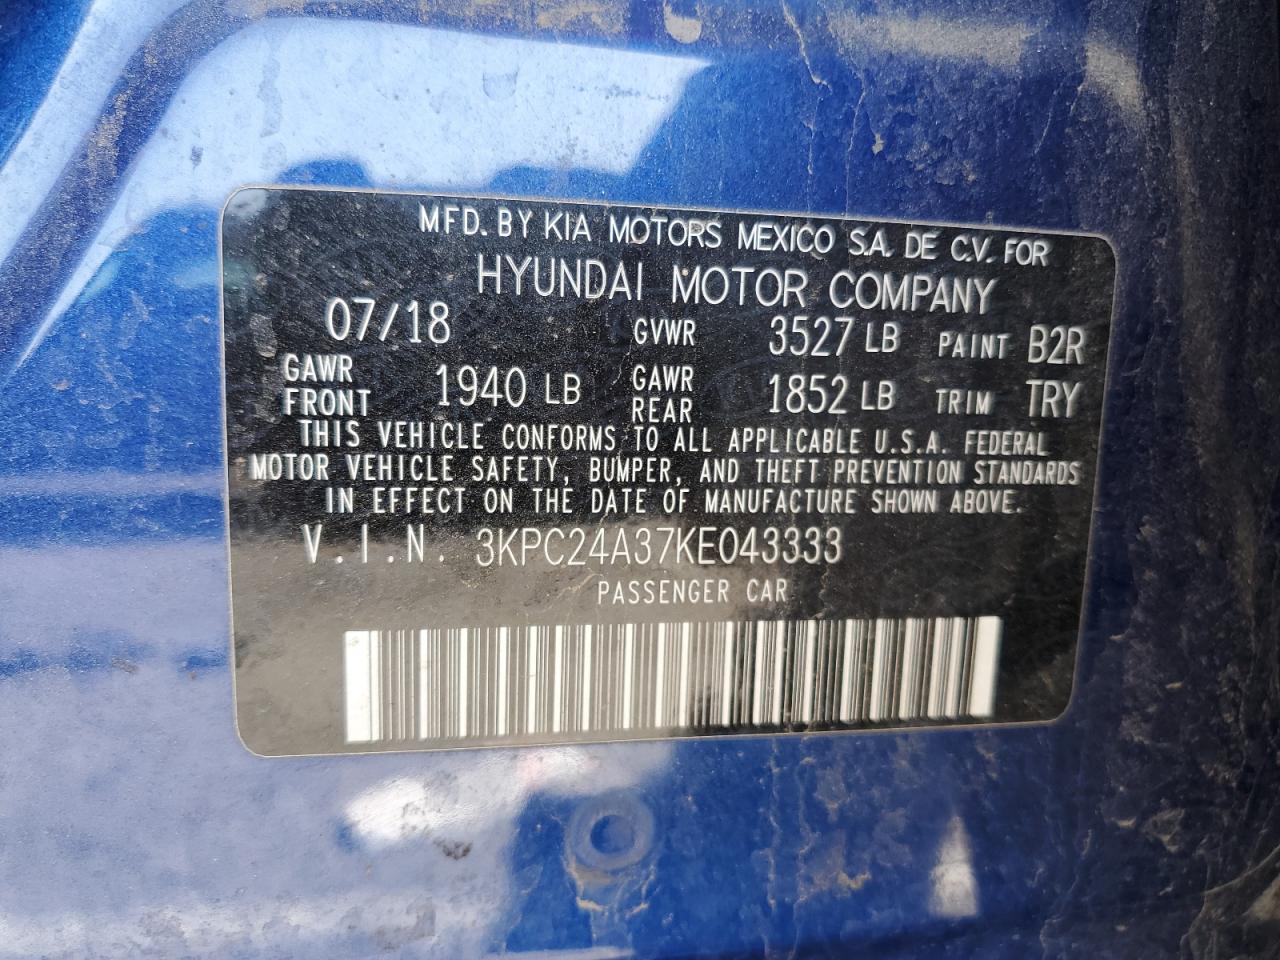 MFD. BY KIA MOTORS MEXICO S.A. DE C.V. FOR
HYUNDAI MOTOR COMPANY
07/18 GVWR 3527 LB PAINT B2R
GAWR FRONT 1940 LB GAWR REAR 1852 LB TRIM TRY
THIS VEHICLE CONFORMS TO ALL APPLICABLE U.S.A. FEDERAL
MOTOR VEHICLE SAFETY, BUMPER, AND THEFT PREVENTION STANDARDS
IN EFFECT ON THE DATE OF MANUFACTURE SHOWN ABOVE.
V.I.N. 3KPC24A37KE043333
PASSENGER CAR